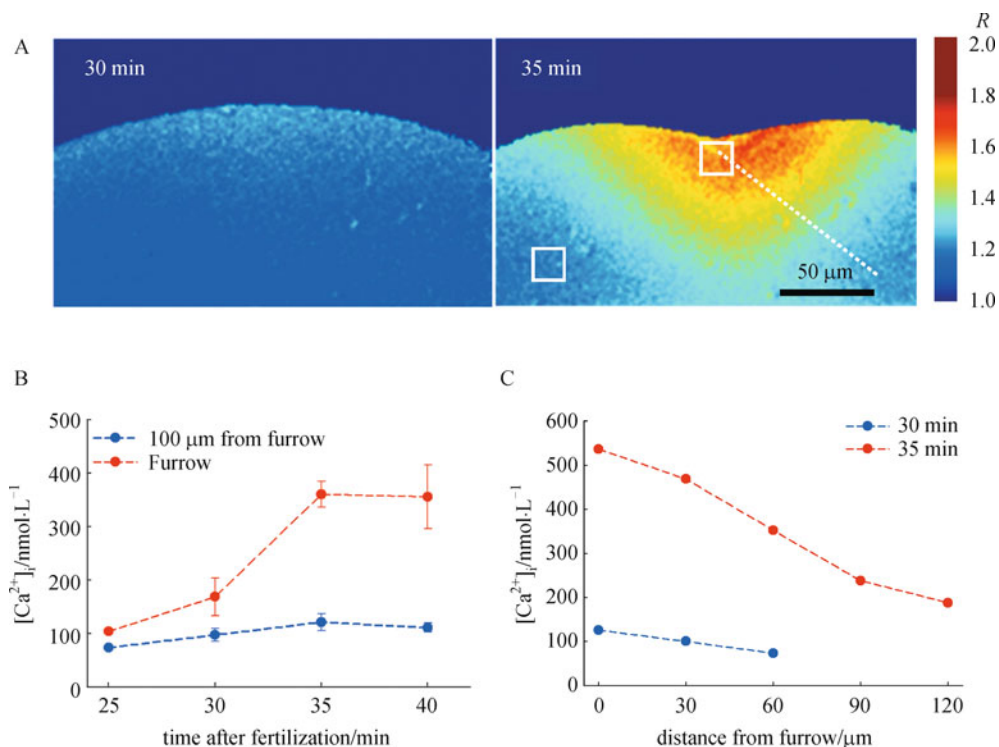 A
30 min
35 min
50 μm
R
2.0
1.8
1.6
1.4
1.2
1.0
B
[Ca²⁺]ᵢ/nmol·L⁻¹
500
400
300
200
100
0
100 μm from furrow
Furrow
25 30 35 40
time after fertilization/min
C
[Ca²⁺]ᵢ/nmol·L⁻¹
600
500
400
300
200
100
0
30 min
35 min
0 30 60 90 120
distance from furrow/μm